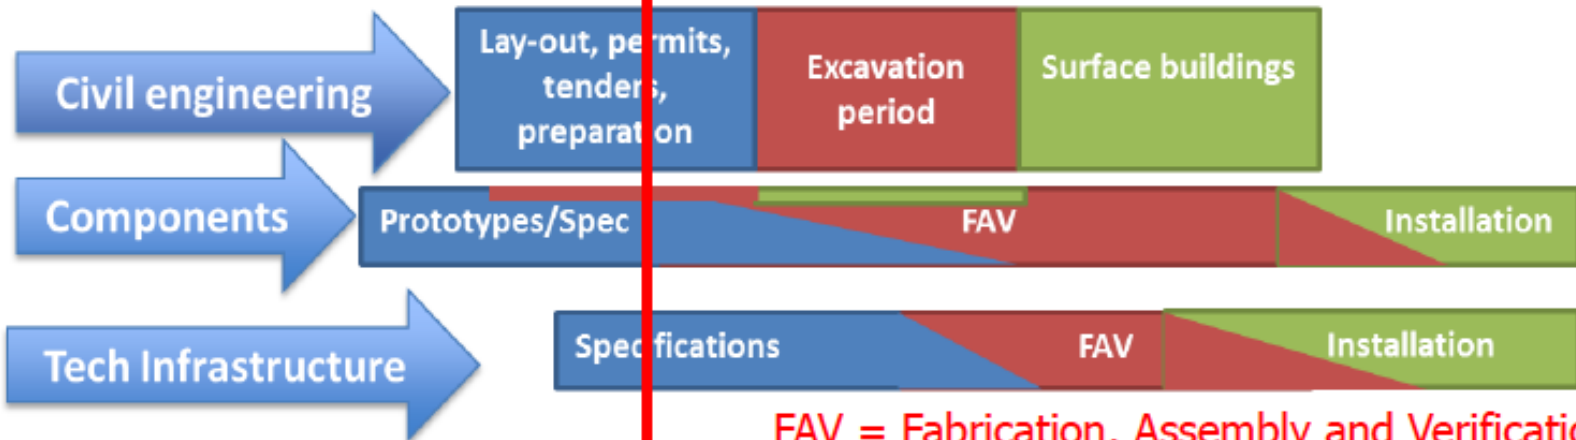 Civil engineering
Lay-out, permits,
tenders,
preparation
Excavation
period
Surface buildings
Components
Prototypes/Spec
FAV
Installation
Tech Infrastructure
Specifications
FAV
Installation
FAV = Fabrication, Assembly and Verificatio